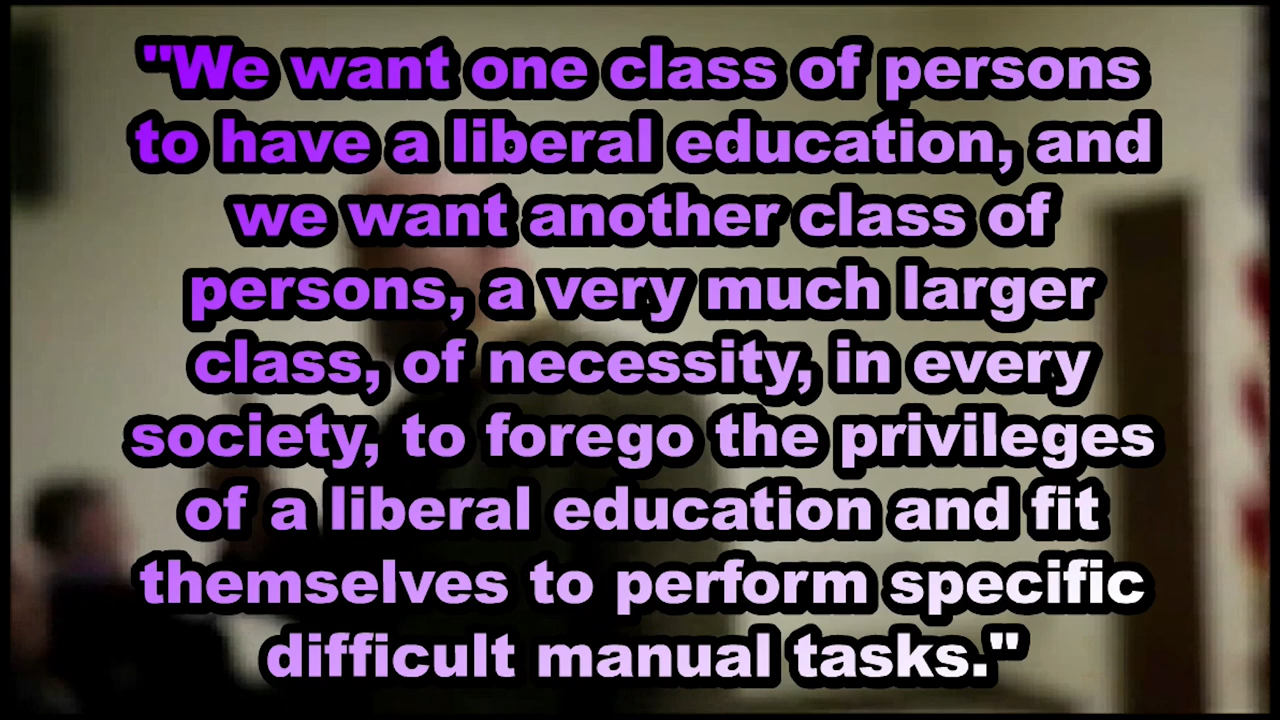 "We want one class of persons
to have a liberal education, and
we want another class of
persons, a very much larger
class, of necessity, in every
society, to forego the privileges
of a liberal education and fit
themselves to perform specific
difficult manual tasks."